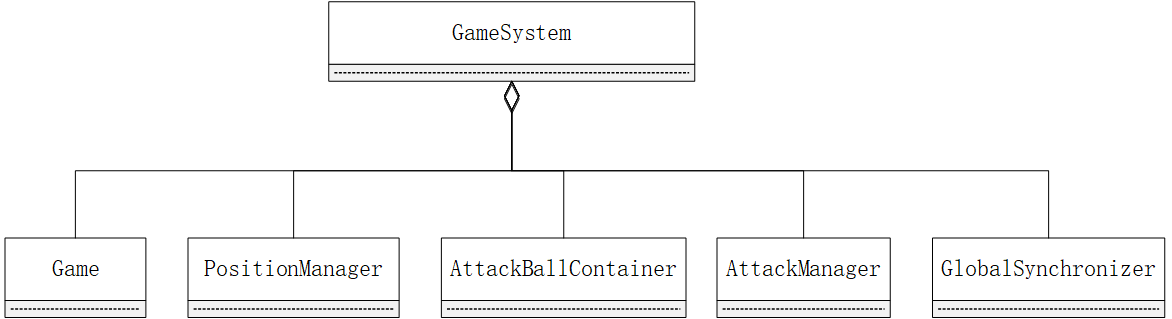 GameSystem
Game
PositionManager
AttackBallContainer
AttackManager
GlobalSynchronizer